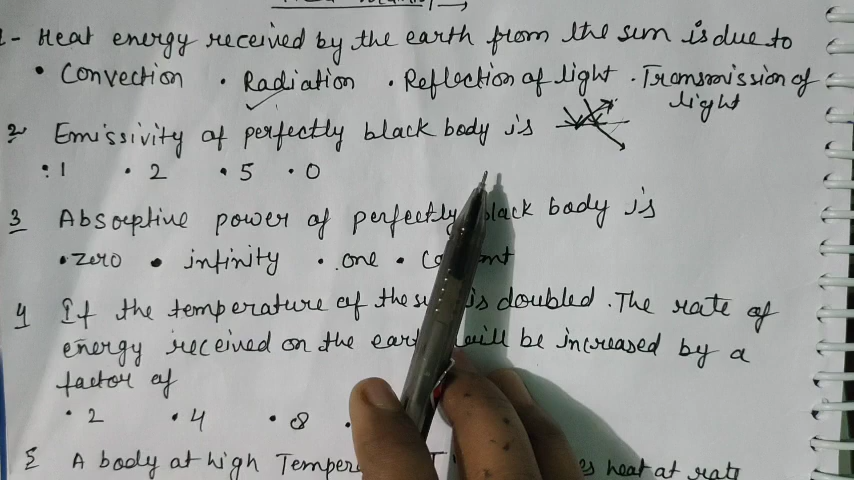 1- Heat energy received by the earth from the sun is due to
• Convection • Radiation • Reflection of light • Transmission of light
2 Emissivity of perfectly black body is
• 1 • 2 • 5 • 0
3 Absorptive power of perfectly black body is
• zero • infinity • one •
4 If the temperature of the is doubled. The rate of
energy received on the will be increased by a
factor of
• 2 • 4 • 8 •
5 A body at high heat at rate